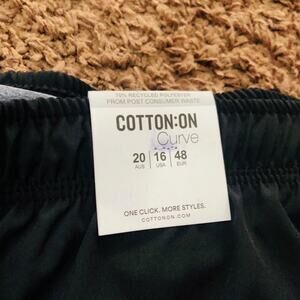 70% RECYCLED POLYESTER
FROM POST CONSUMER WASTE
COTTON:ON
Curve
20 | 16 | 48
AUS USA EUR
ONE CLICK. MORE STYLES.
COTTONON.COM